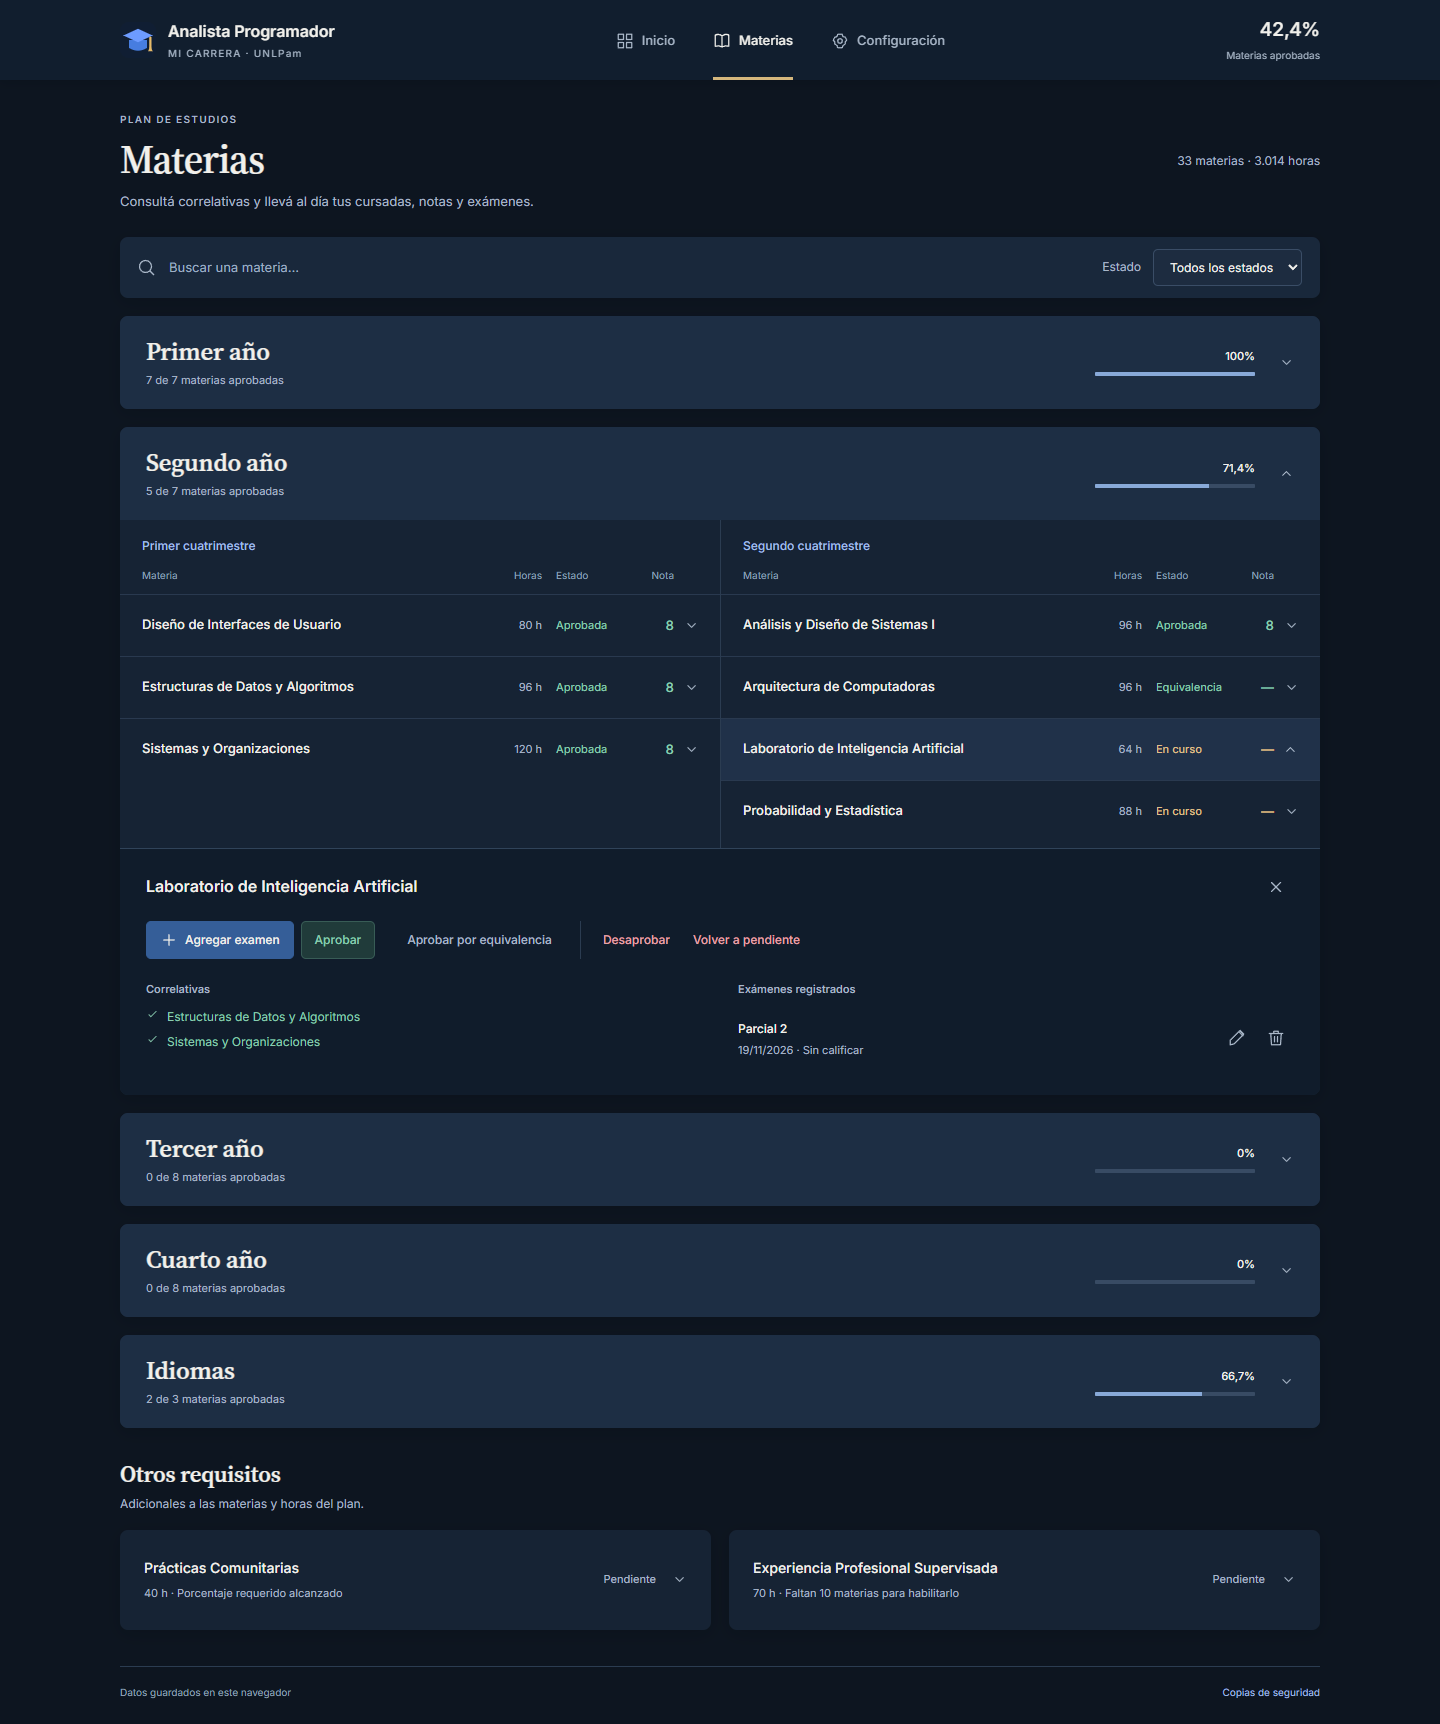 Analista Programador
MI CARRERA · UNLPam
Inicio
Materias
Configuración
42,4%
Materias aprobadas
PLAN DE ESTUDIOS
Materias
33 materias · 3.014 horas
Consultá correlativas y llevá al día tus cursadas, notas y exámenes.
Buscar una materia...
Estado
Todos los estados
Primer año
7 de 7 materias aprobadas
100%
Segundo año
5 de 7 materias aprobadas
71,4%
Primer cuatrimestre
Materia Horas Estado Nota
Diseño de Interfaces de Usuario 80 h Aprobada 8
Estructuras de Datos y Algoritmos 96 h Aprobada 8
Sistemas y Organizaciones 120 h Aprobada 8
Segundo cuatrimestre
Materia Horas Estado Nota
Análisis y Diseño de Sistemas I 96 h Aprobada 8
Arquitectura de Computadoras 96 h Equivalencia —
Laboratorio de Inteligencia Artificial 64 h En curso —
Probabilidad y Estadística 88 h En curso —
Laboratorio de Inteligencia Artificial
Agregar examen
Aprobar
Aprobar por equivalencia
Desaprobar
Volver a pendiente
Correlativas
Estructuras de Datos y Algoritmos
Sistemas y Organizaciones
Exámenes registrados
Parcial 2
19/11/2026 · Sin calificar
Tercer año
0 de 8 materias aprobadas
0%
Cuarto año
0 de 8 materias aprobadas
0%
Idiomas
2 de 3 materias aprobadas
66,7%
Otros requisitos
Adicionales a las materias y horas del plan.
Prácticas Comunitarias
40 h · Porcentaje requerido alcanzado
Pendiente
Experiencia Profesional Supervisada
70 h · Faltan 10 materias para habilitarlo
Pendiente
Datos guardados en este navegador
Copias de seguridad